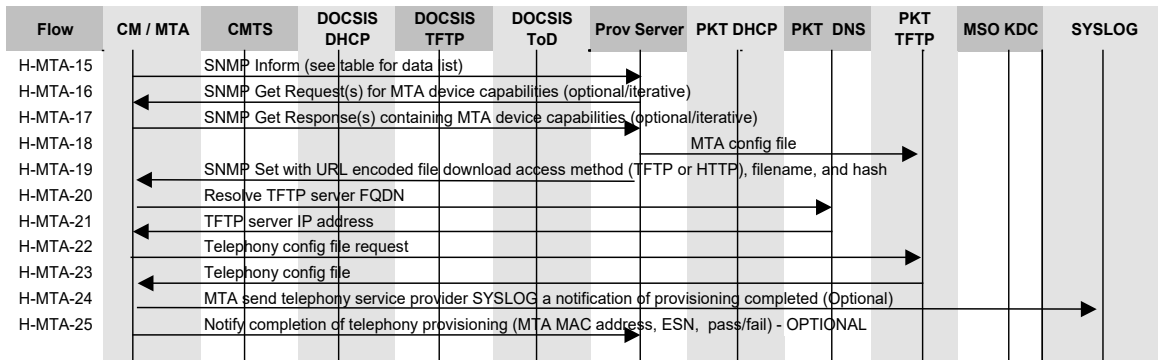 Flow CM / MTA CMTS DOCSIS DHCP DOCSIS TFTP DOCSIS ToD Prov Server PKT DHCP PKT DNS PKT TFTP MSO KDC SYSLOG
H-MTA-15 SNMP Inform (see table for data list)
H-MTA-16 SNMP Get Request(s) for MTA device capabilities (optional/iterative)
H-MTA-17 SNMP Get Response(s) containing MTA device capabilities (optional/iterative)
H-MTA-18 MTA config file
H-MTA-19 SNMP Set with URL encoded file download access method (TFTP or HTTP), filename, and hash
H-MTA-20 Resolve TFTP server FQDN
H-MTA-21 TFTP server IP address
H-MTA-22 Telephony config file request
H-MTA-23 Telephony config file
H-MTA-24 MTA send telephony service provider SYSLOG a notification of provisioning completed (Optional)
H-MTA-25 Notify completion of telephony provisioning (MTA MAC address, ESN, pass/fail) - OPTIONAL